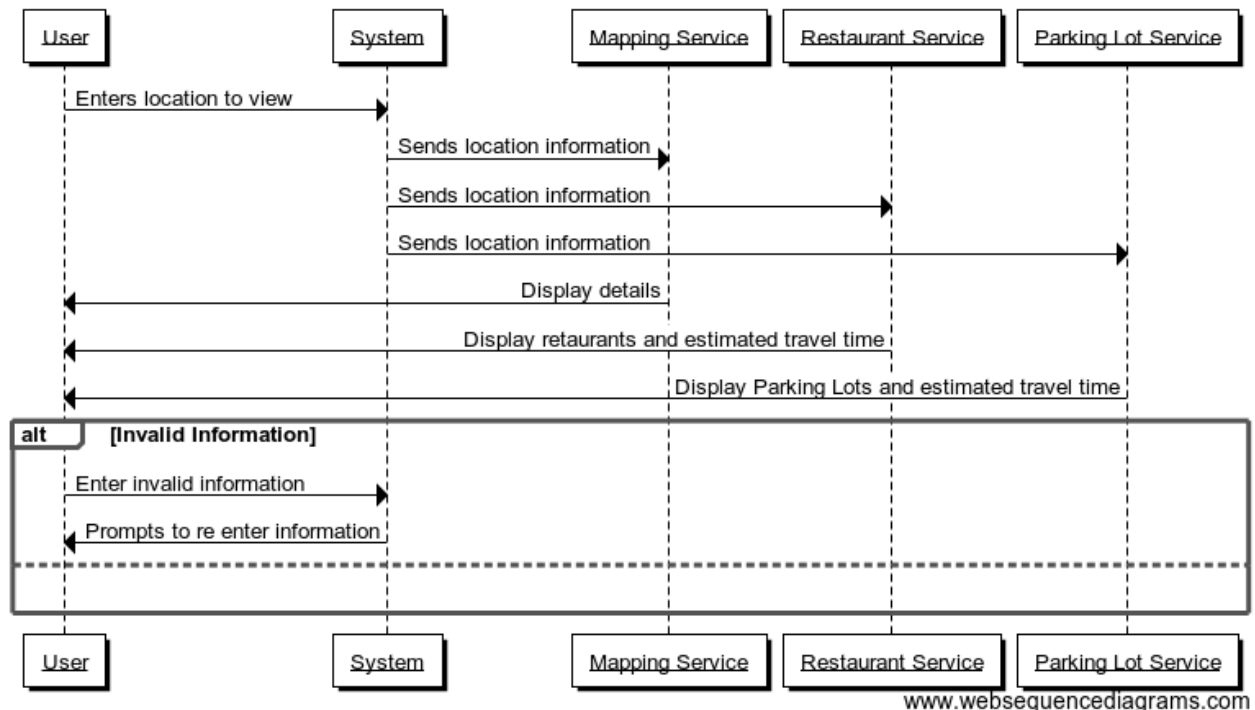 User
System
Mapping Service
Restaurant Service
Parking Lot Service
Enters location to view
Sends location information
Sends location information
Sends location information
Display details
Display retaurants and estimated travel time
Display Parking Lots and estimated travel time
alt [Invalid Information]
Enter invalid information
Prompts to re enter information
User
System
Mapping Service
Restaurant Service
Parking Lot Service
www.websequencediagrams.com